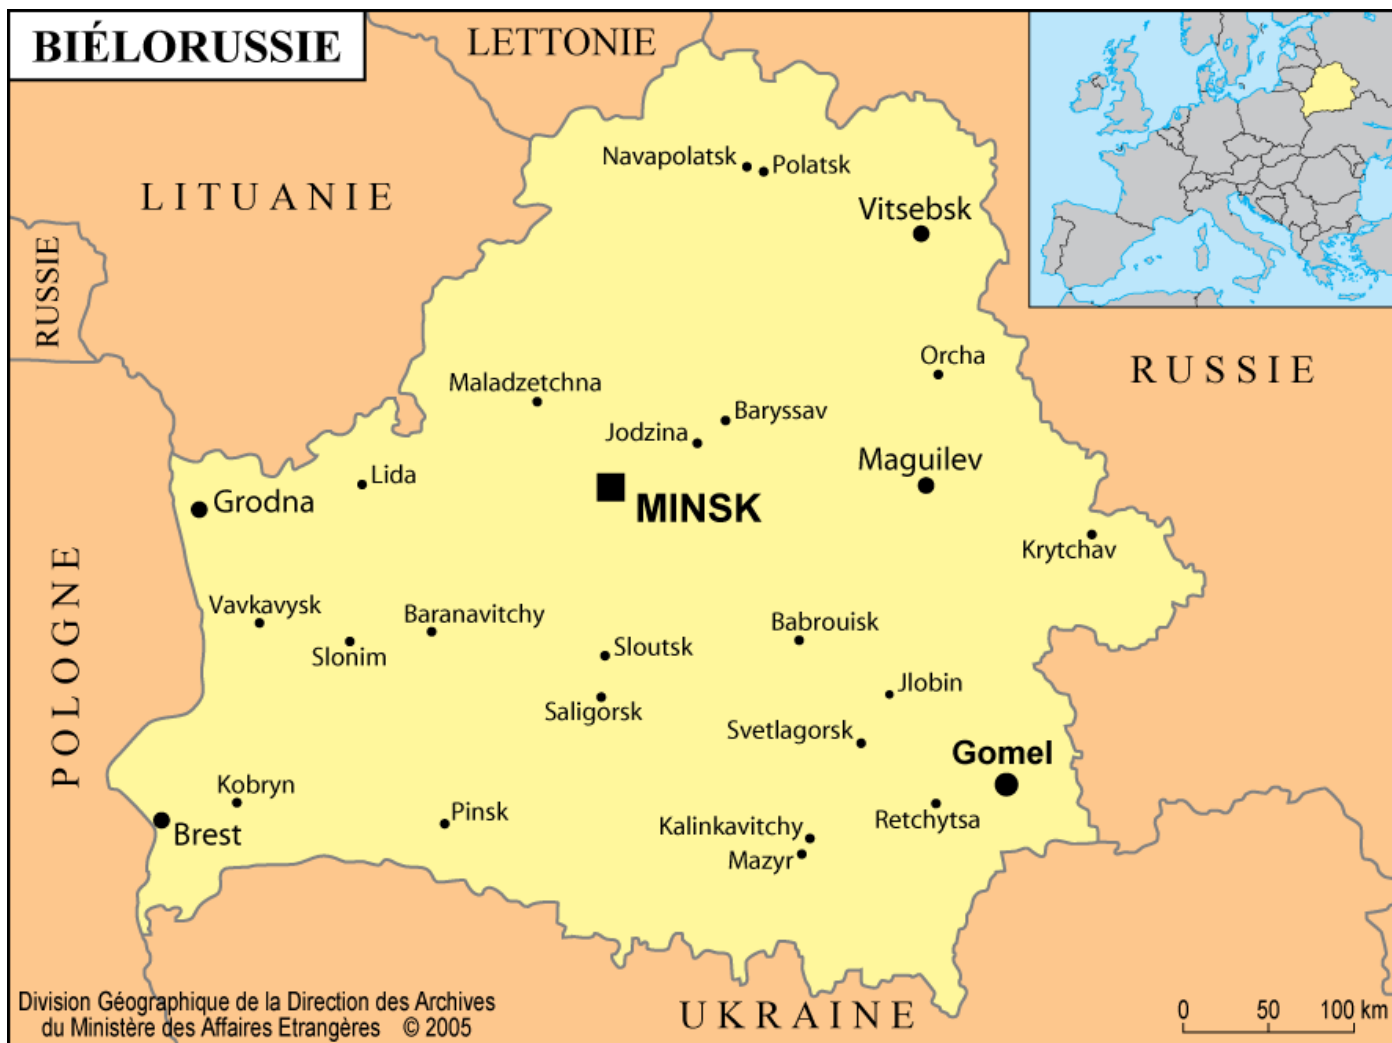 BIÉLORUSSIE
LETTONIE
LITUANIE
RUSSIE
RUSSIE
POLOGNE
UKRAINE
Navapolatsk
Polatsk
Vitsebsk
Orcha
Maladzetchna
Baryssav
Jodzina
Maguilev
Lida
Grodna
MINSK
Krytchav
Vavkavysk
Baranavitchy
Slonim
Sloutsk
Babrouisk
Saligorsk
Jlobin
Svetlagorsk
Gomel
Kobryn
Brest
Pinsk
Kalinkavitchy
Mazyr
Retchytsa
Division Géographique de la Direction des Archives
du Ministère des Affaires Etrangères © 2005
0 50 100 km